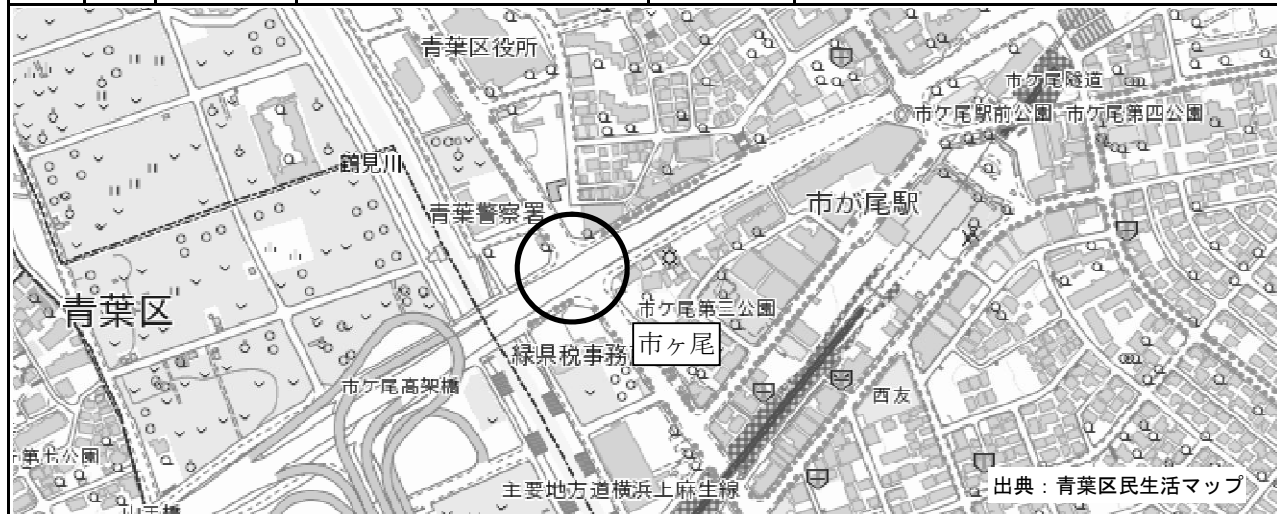 青葉区役所
市ケ尾隧道
市ケ尾駅前公園
市ケ尾第四公園
鶴見川
青葉警察署
市が尾駅
青葉区
市ケ尾第三公園
市ヶ尾
緑県税事務
市ケ尾高架橋
西友
第七公園
主要地方道横浜上麻生線
出典：青葉区民生活マップ